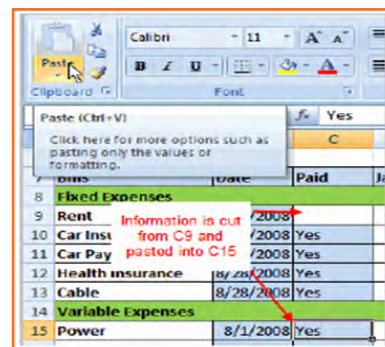 Calibri 11 A A
Paste B I U A
Clipboard Font
Paste (Ctrl+V) fx Yes
Click here for more options such as
pasting only the values or
formatting.
C
7 Bills Date Paid Ja
8 Fixed Expenses
9 Rent /2008
Information is cut
from C9 and
pasted into C15
10 Car Insu /2008 Yes
11 Car Pay /2008 Yes
12 Health Insurance 8/28/2008 Yes
13 Cable 8/28/2008 Yes
14 Variable Expenses
15 Power 8/1/2008 Yes